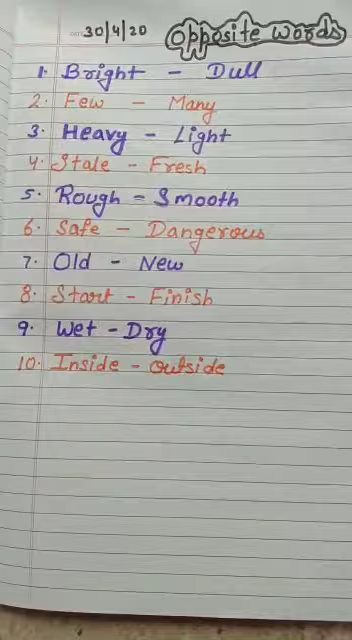 DATE 30/4/20 Opposite words
1. Bright - Dull
2. Few - Many
3. Heavy - Light
4. Stale - Fresh
5. Rough = Smooth
6. Safe - Dangerous
7. Old - New
8. Start - Finish
9. Wet - Dry
10. Inside - outside